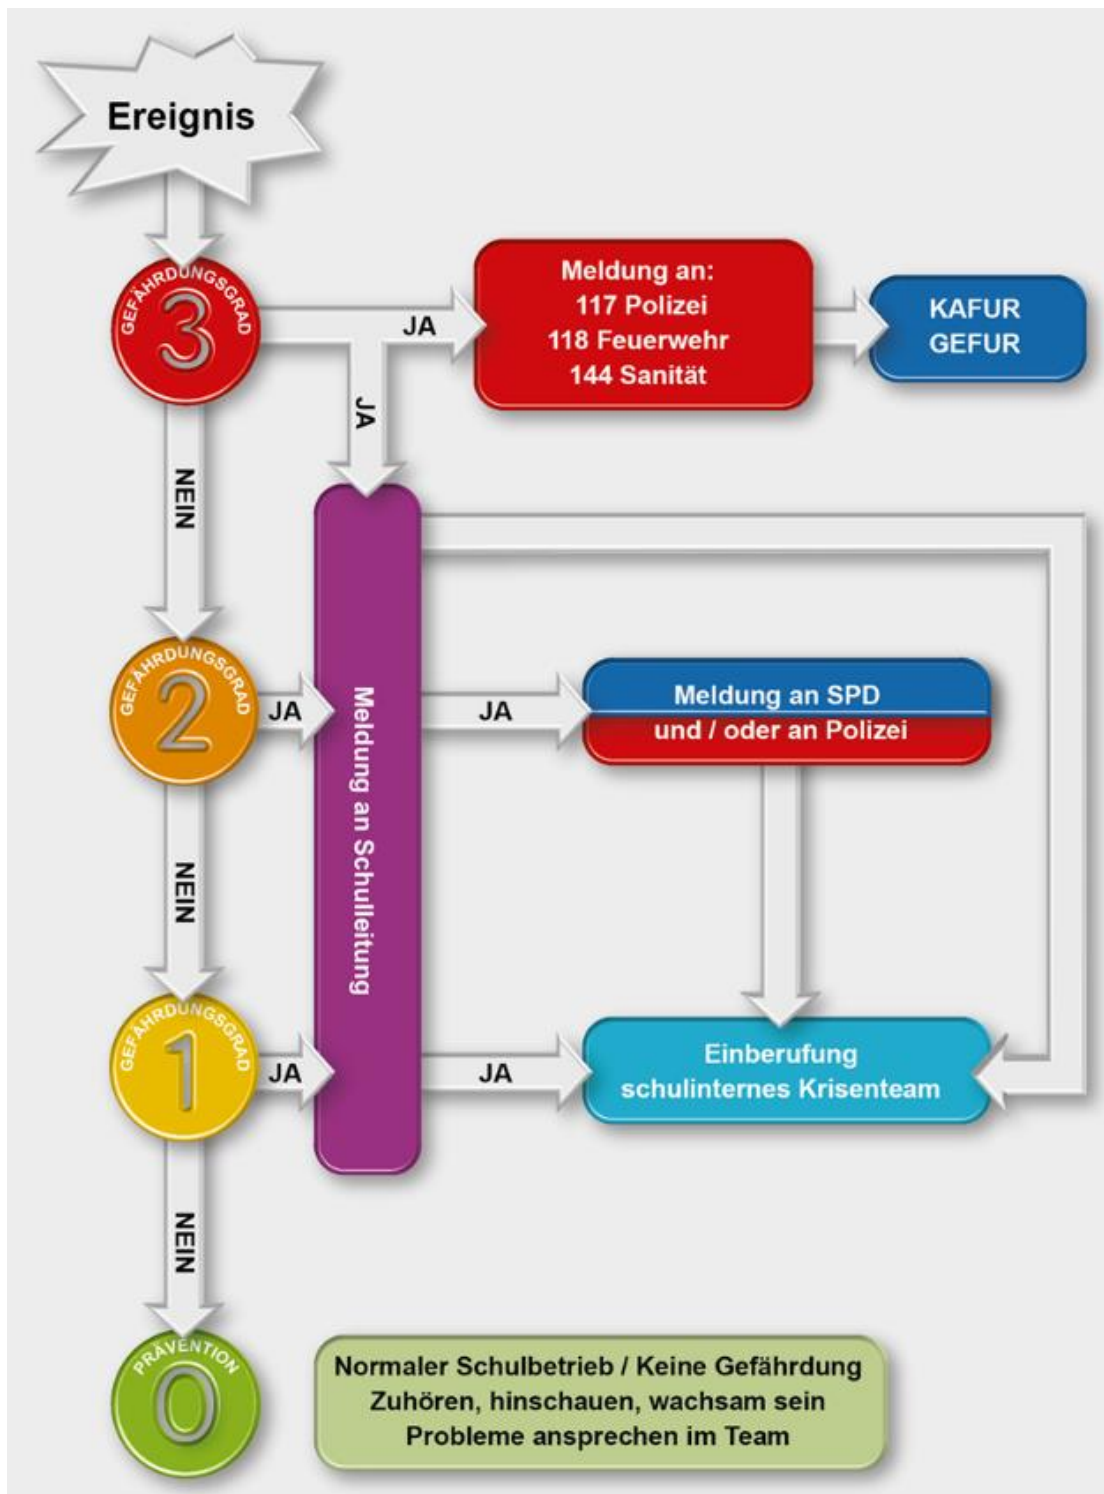 Ereignis
GEFÄHRDUNGSGRAD
3
JA
Meldung an:
117 Polizei
118 Feuerwehr
144 Sanität
KAFUR
GEFUR
JA
NEIN
GEFÄHRDUNGSGRAD
2
JA
Meldung an Schulleitung
JA
Meldung an SPD
und / oder an Polizei
NEIN
GEFÄHRDUNGSGRAD
1
JA
JA
Einberufung
schulinternes Krisenteam
NEIN
PRÄVENTION
0
Normaler Schulbetrieb / Keine Gefährdung
Zuhören, hinschauen, wachsam sein
Probleme ansprechen im Team